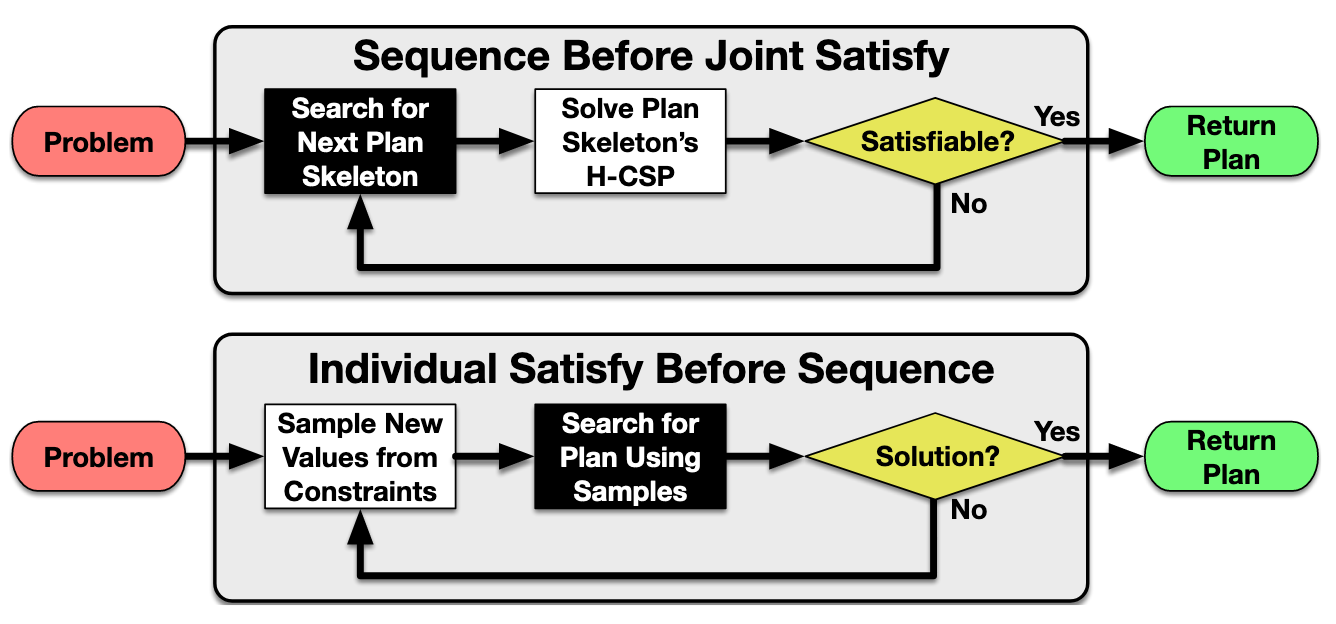 Sequence Before Joint Satisfy
Problem
Search for
Next Plan
Skeleton
Solve Plan
Skeleton's
H-CSP
Satisfiable?
Yes
No
Return
Plan
Individual Satisfy Before Sequence
Problem
Sample New
Values from
Constraints
Search for
Plan Using
Samples
Solution?
Yes
No
Return
Plan